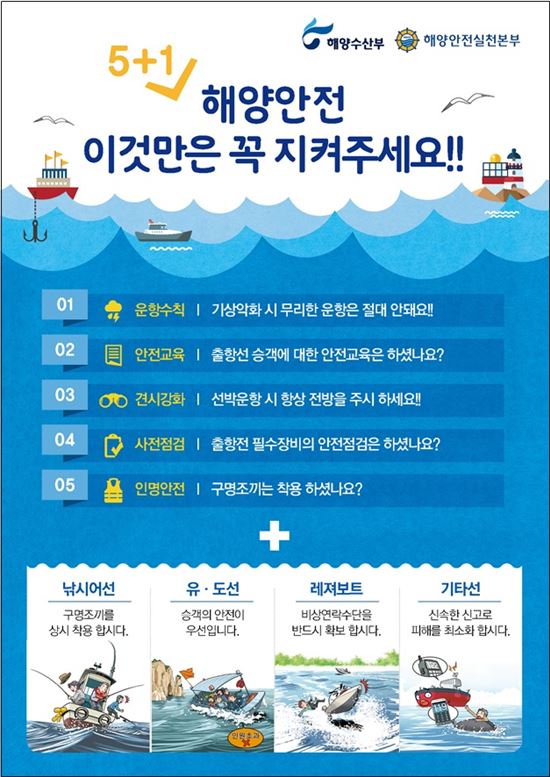 해양수산부 해양안전실천본부
5+1
해양안전
이것만은 꼭 지켜주세요!!
01 운항수칙 | 기상악화 시 무리한 운항은 절대 안돼요!!
02 안전교육 | 출항선 승객에 대한 안전교육은 하셨나요?
03 견시강화 | 선박운항 시 항상 전방을 주시 하세요!!
04 사전점검 | 출항전 필수장비의 안전점검은 하셨나요?
05 인명안전 | 구명조끼는 착용 하셨나요?
+
낚시어선
구명조끼를
상시 착용 합시다.
유·도선
승객의 안전이
우선입니다.
인원초과
레져보트
비상연락수단을
반드시 확보 합시다.
기타선
신속한 신고로
피해를 최소화 합시다.